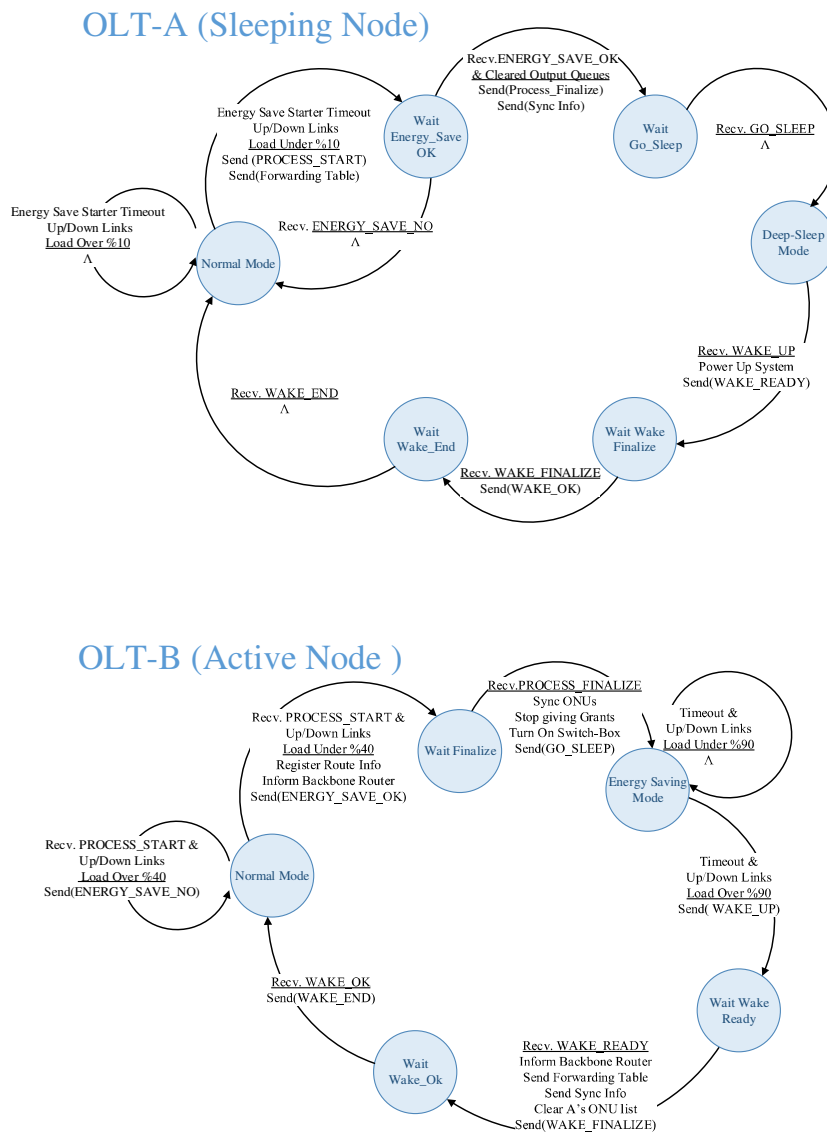 OLT-A (Sleeping Node)
Recv.ENERGY_SAVE_OK
& Cleared Output Queues
Send(Process_Finalize)
Send(Sync Info)
Energy Save Starter Timeout
Up/Down Links
Load Under %10
Send (PROCESS_START)
Send(Forwarding Table)
Wait
Energy_Save
OK
Wait
Go_Sleep
Recv. GO_SLEEP
Λ
Energy Save Starter Timeout
Up/Down Links
Load Over %10
Λ
Recv. ENERGY_SAVE_NO
Λ
Normal Mode
Deep-Sleep
Mode
Recv. WAKE_UP
Power Up System
Send(WAKE_READY)
Recv. WAKE_END
Λ
Wait
Wake_End
Wait Wake
Finalize
Recv. WAKE_FINALIZE
Send(WAKE_OK)
OLT-B (Active Node )
Recv.PROCESS_FINALIZE
Sync ONUs
Stop giving Grants
Turn On Switch-Box
Send(GO_SLEEP)
Recv. PROCESS_START &
Up/Down Links
Load Under %40
Register Route Info
Inform Backbone Router
Send(ENERGY_SAVE_OK)
Wait Finalize
Timeout &
Up/Down Links
Load Under %90
Λ
Energy Saving
Mode
Recv. PROCESS_START &
Up/Down Links
Load Over %40
Send(ENERGY_SAVE_NO)
Normal Mode
Timeout &
Up/Down Links
Load Over %90
Send( WAKE_UP)
Recv. WAKE_OK
Send(WAKE_END)
Wait Wake
Ready
Wait
Wake_Ok
Recv. WAKE_READY
Inform Backbone Router
Send Forwarding Table
Send Sync Info
Clear A's ONU list
Send(WAKE_FINALIZE)